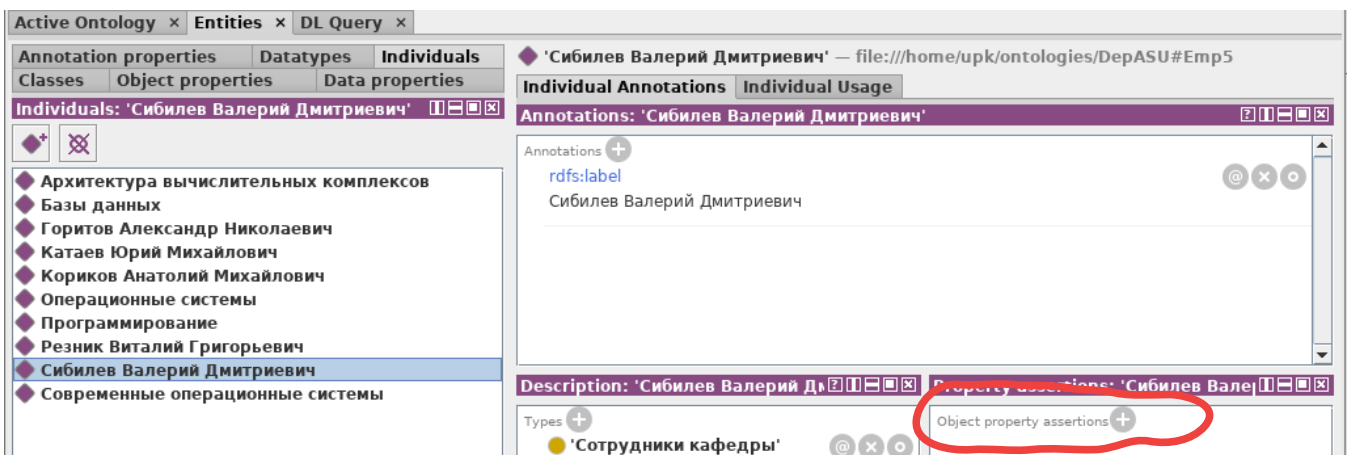 Active Ontology × Entities × DL Query ×
Annotation properties Datatypes Individuals
Classes Object properties Data properties
Individuals: 'Сибилев Валерий Дмитриевич'
Архитектура вычислительных комплексов
Базы данных
Горитов Александр Николаевич
Катаев Юрий Михайлович
Кориков Анатолий Михайлович
Операционные системы
Программирование
Резник Виталий Григорьевич
Сибилев Валерий Дмитриевич
Современные операционные системы
'Сибилев Валерий Дмитриевич' — file:///home/upk/ontologies/DepASU#Emp5
Individual Annotations Individual Usage
Annotations: 'Сибилев Валерий Дмитриевич'
Annotations
rdfs:label
Сибилев Валерий Дмитриевич
Description: 'Сибилев Валерий Д
Types
'Сотрудники кафедры'
Property assertions: 'Сибилев Вале
Object property assertions